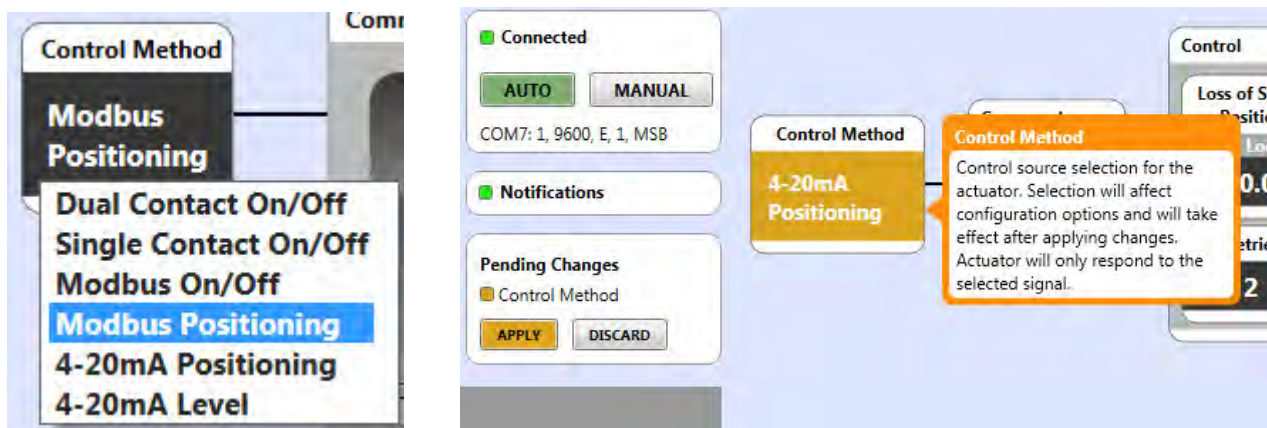 Control Method
Modbus
Positioning
Dual Contact On/Off
Single Contact On/Off
Modbus On/Off
Modbus Positioning
4-20mA Positioning
4-20mA Level
Connected
AUTO MANUAL
COM7: 1, 9600, E, 1, MSB
Notifications
Pending Changes
Control Method
APPLY DISCARD
Control Method
4-20mA
Positioning
Control Method
Control source selection for the
actuator. Selection will affect
configuration options and will take
effect after applying changes.
Actuator will only respond to the
selected signal.
Control
Loss of
2